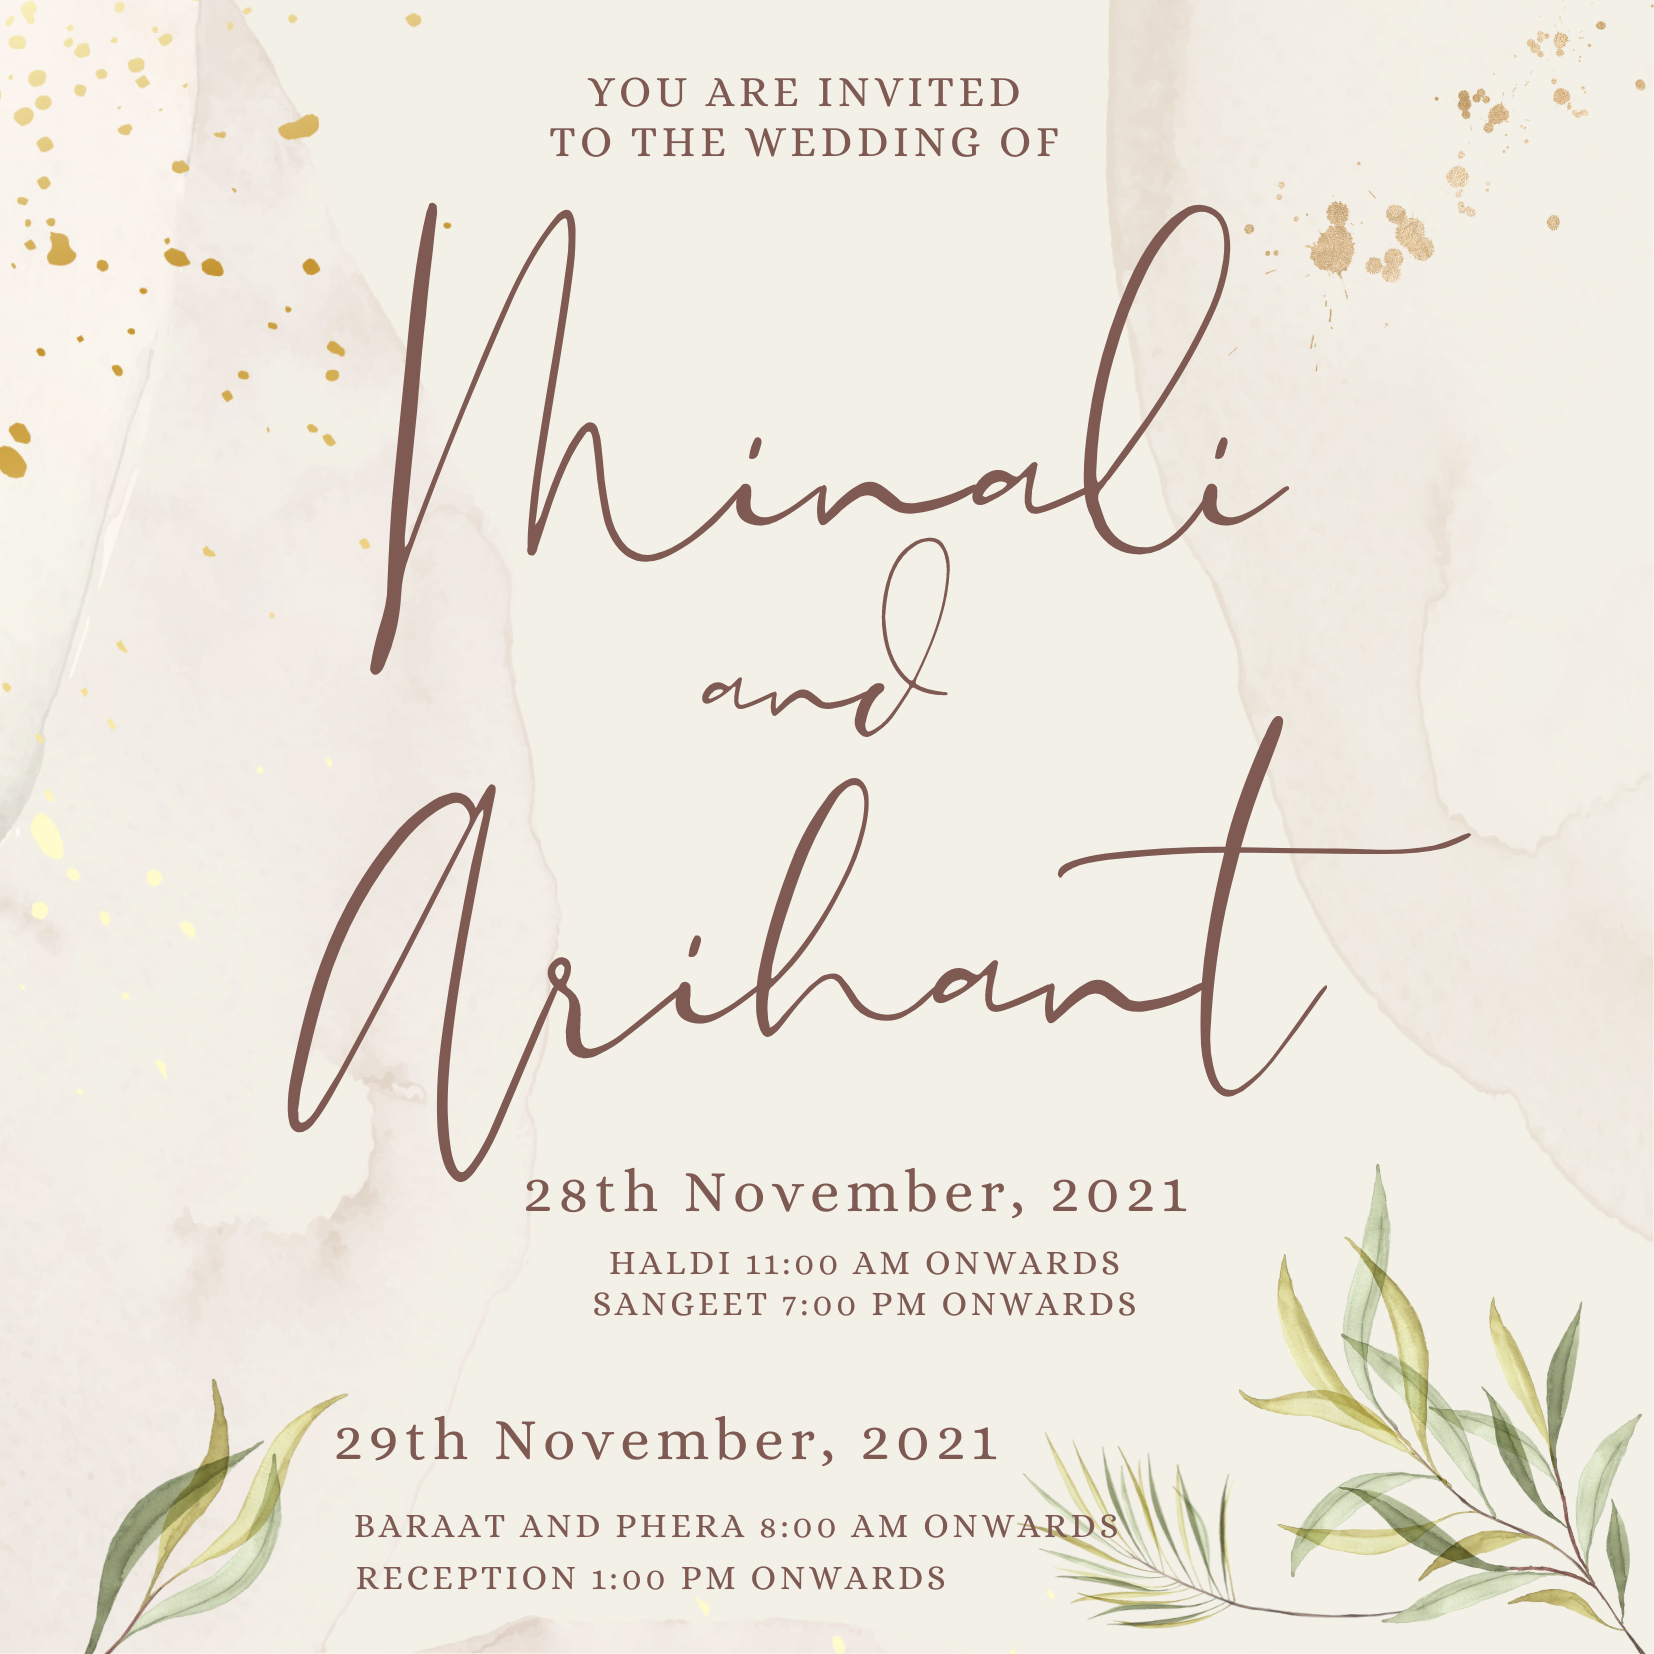 YOU ARE INVITED
TO THE WEDDING OF
Minali
and
Arihant
28th November, 2021
HALDI 11:00 AM ONWARDS
SANGEET 7:00 PM ONWARDS
29th November, 2021
BARAAT AND PHERA 8:00 AM ONWARDS
RECEPTION 1:00 PM ONWARDS